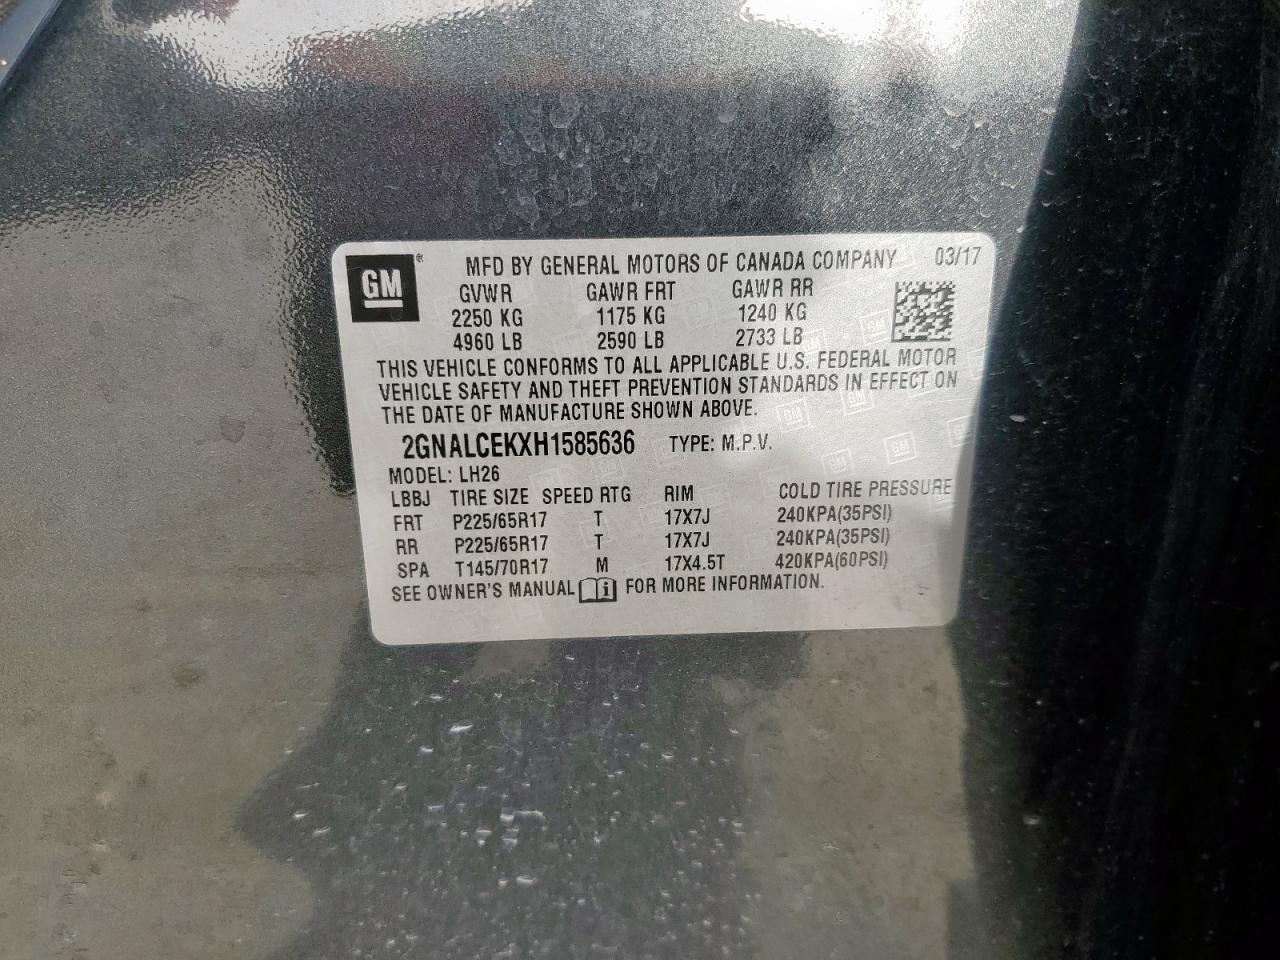 GM ® MFD BY GENERAL MOTORS OF CANADA COMPANY 03/17
GVWR GAWR FRT GAWR RR
2250 KG 1175 KG 1240 KG
4960 LB 2590 LB 2733 LB
THIS VEHICLE CONFORMS TO ALL APPLICABLE U.S. FEDERAL MOTOR
VEHICLE SAFETY AND THEFT PREVENTION STANDARDS IN EFFECT ON
THE DATE OF MANUFACTURE SHOWN ABOVE.
2GNALCEKXH1585636 TYPE: M.P.V.
MODEL: LH26
LBBJ TIRE SIZE SPEED RTG RIM COLD TIRE PRESSURE
FRT P225/65R17 T 17X7J 240KPA(35PSI)
RR P225/65R17 T 17X7J 240KPA(35PSI)
SPA T145/70R17 M 17X4.5T 420KPA(60PSI)
SEE OWNER'S MANUAL i FOR MORE INFORMATION.